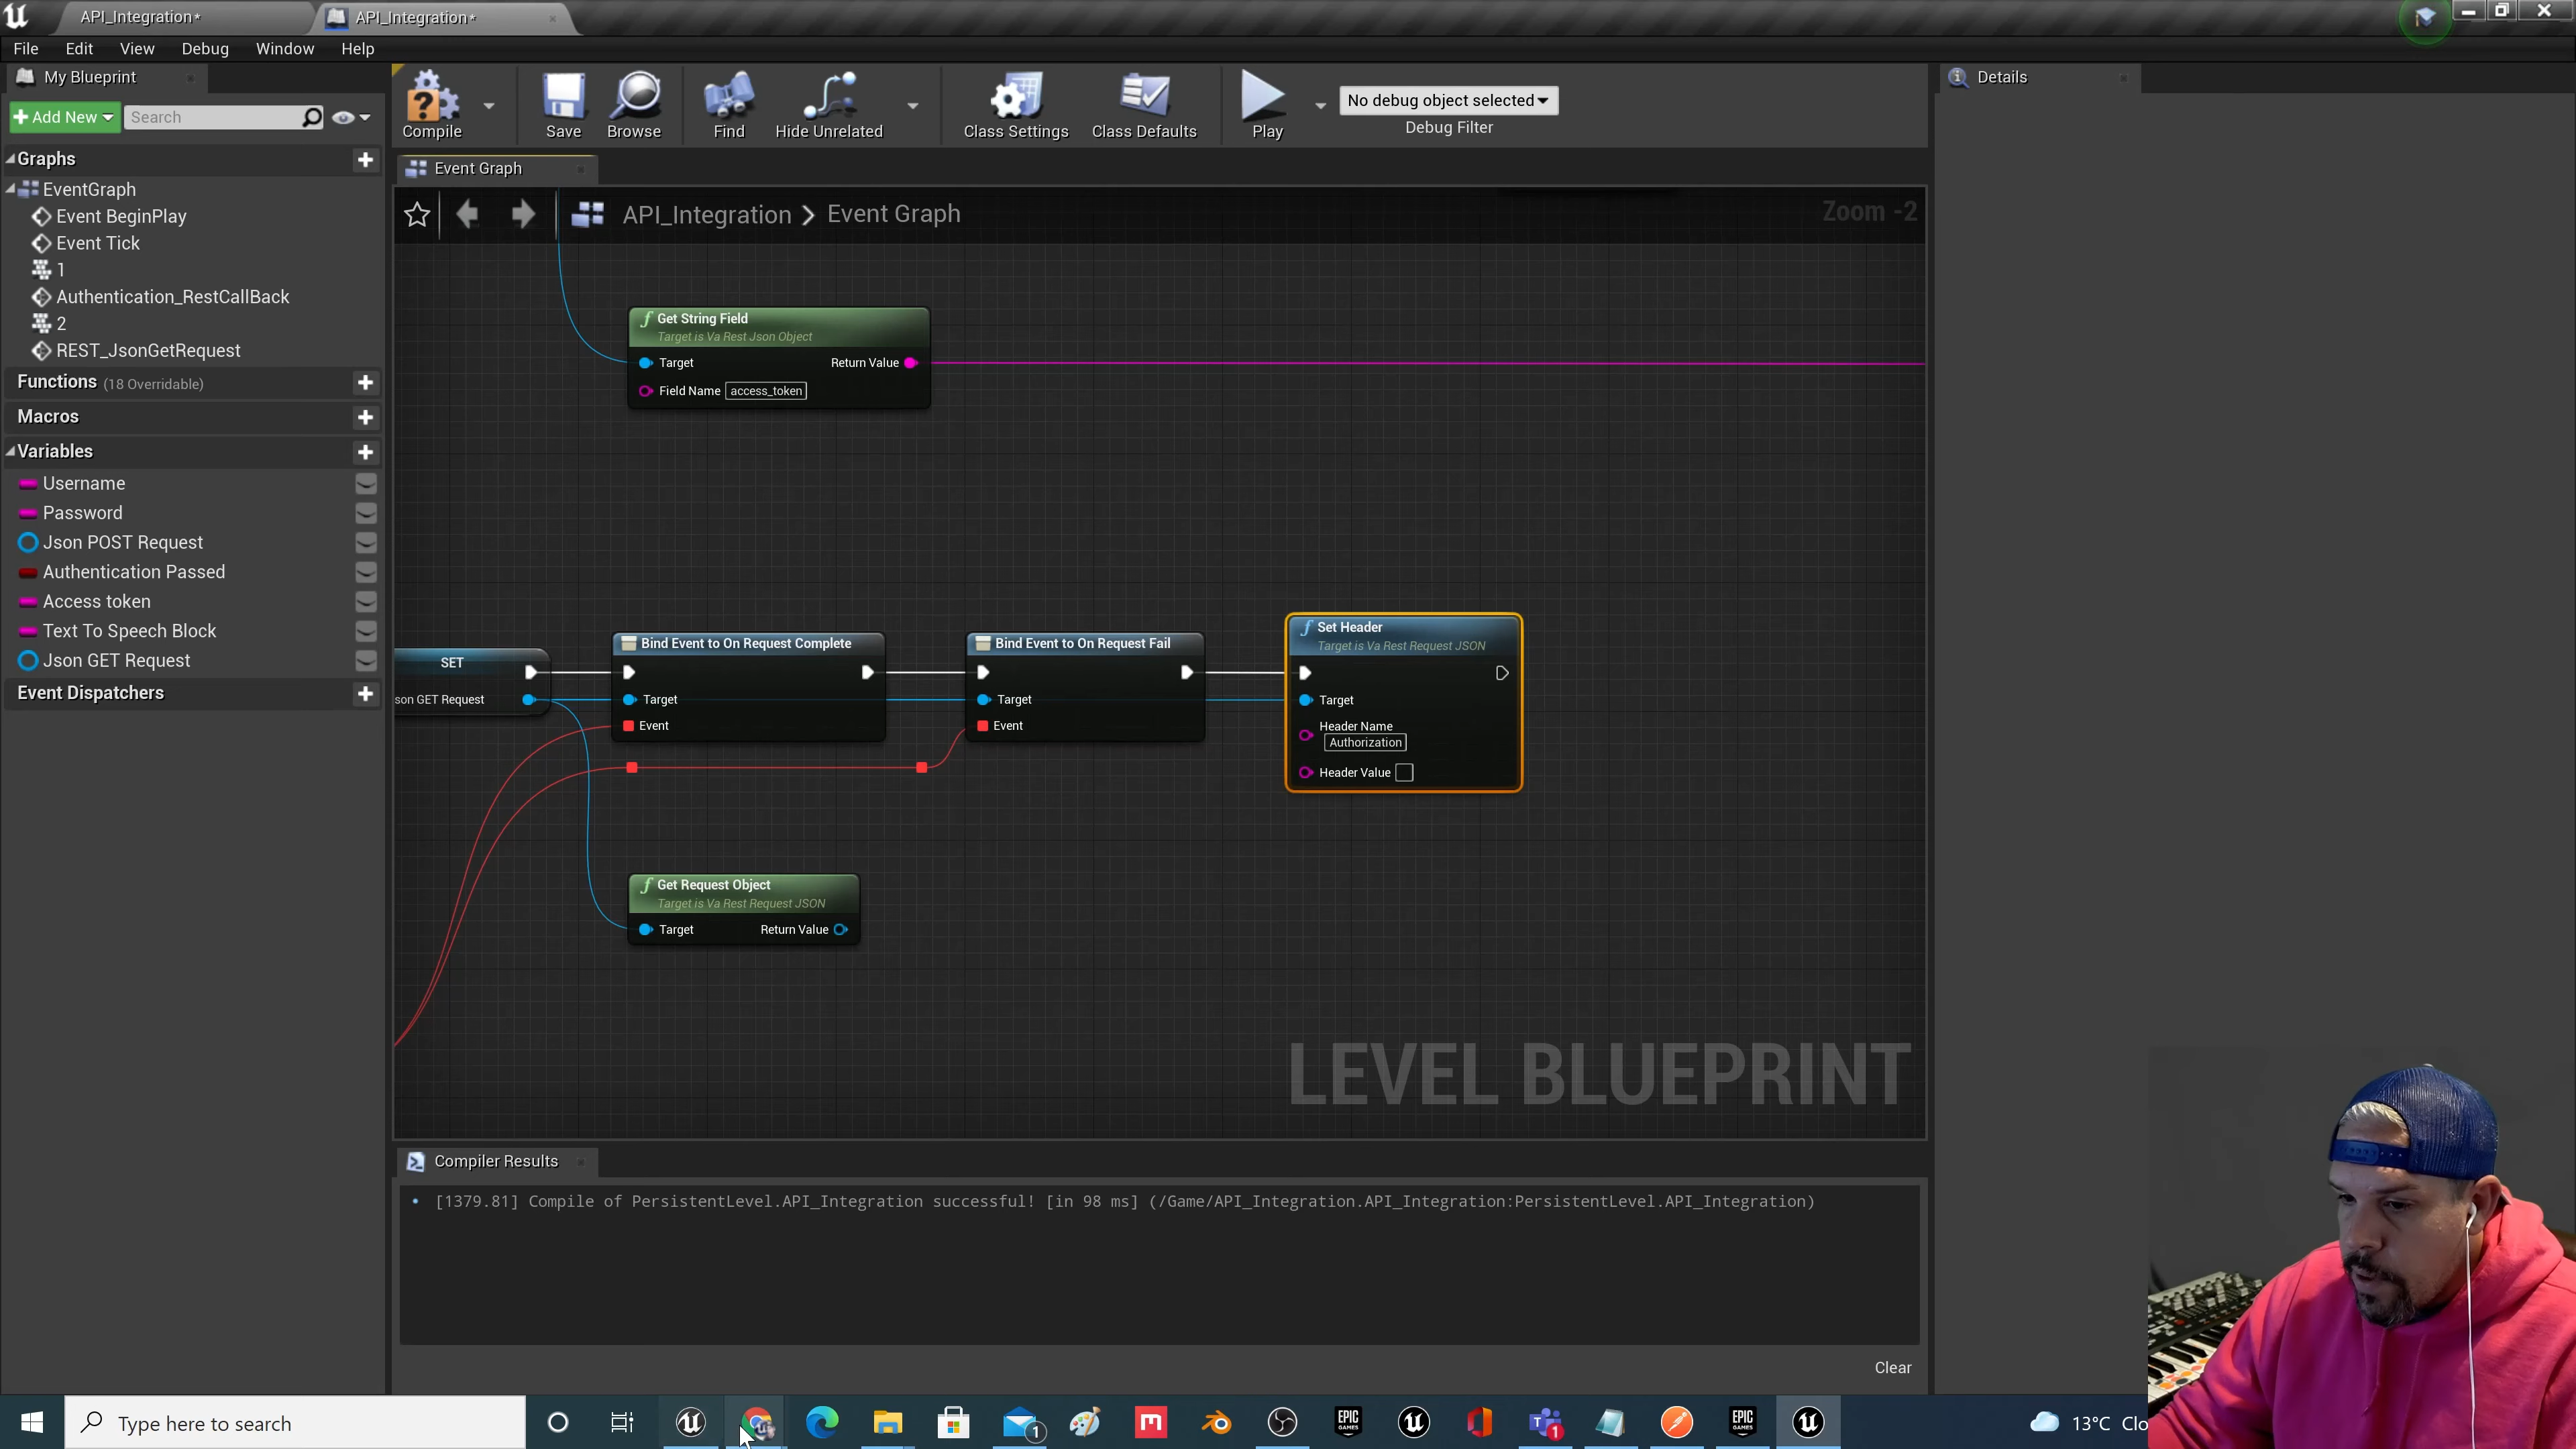 API_Integration*
API_Integration*
File Edit View Debug Window Help
My Blueprint
Details
Add New
Search
Compile
Save
Browse
Find
Hide Unrelated
Class Settings
Class Defaults
Play
No debug object selected
Debug Filter
Graphs
Event Graph
EventGraph
API_Integration > Event Graph
Zoom -2
Event BeginPlay
Event Tick
1
Authentication_RestCallBack
2
REST_JsonGetRequest
Functions (18 Overridable)
Macros
Variables
Username
Password
Json POST Request
Authentication Passed
Access token
Text To Speech Block
Json GET Request
Event Dispatchers
f Get String Field
Target is Va Rest Json Object
Target Return Value
Field Name access_token
SET
son GET Request
Bind Event to On Request Complete
Target
Event
Bind Event to On Request Fail
Target
Event
f Set Header
Target is Va Rest Request JSON
Target
Header Name
Authorization
Header Value
f Get Request Object
Target is Va Rest Request JSON
Target Return Value
LEVEL BLUEPRINT
Compiler Results
[1379.81] Compile of PersistentLevel.API_Integration successful! [in 98 ms] (/Game/API_Integration.API_Integration:PersistentLevel.API_Integration)
Clear
Type here to search
1
EPIC GAMES
1
EPIC GAMES
13°C Clo